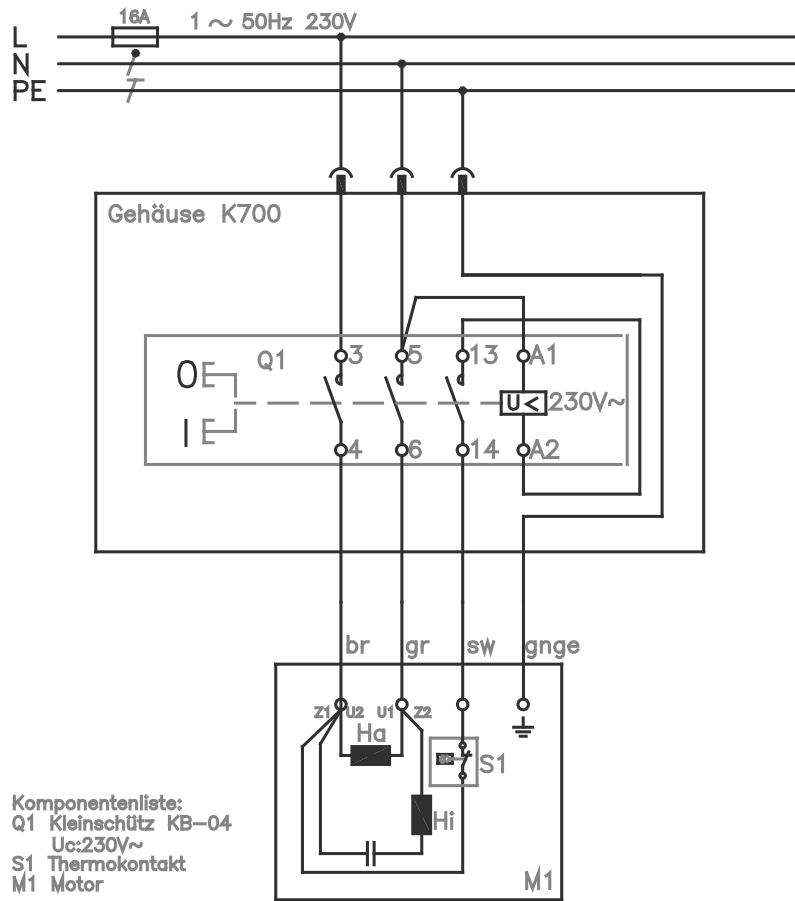 16A 1 ~ 50Hz 230V
L
N
PE
Gehäuse K700
Q1 3 5 13 A1
O
U< 230V~
I
4 6 14 A2
br gr sw gnge
Z1 U2 U1 Z2
Ha
S1
Hi
M1
Komponentenliste:
Q1 Kleinschütz KB-04
Uc:230V~
S1 Thermokontakt
M1 Motor